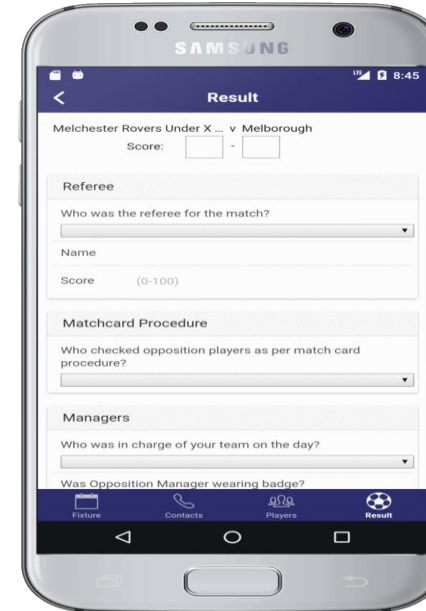 SAMSUNG
LTE 8:45
Result
Melchester Rovers Under X ... v Melborough
Score: -
Referee
Who was the referee for the match?
Name
Score (0-100)
Matchcard Procedure
Who checked opposition players as per match card
procedure?
Managers
Who was in charge of your team on the day?
Was Opposition Manager wearing badge?
Fixture Contacts Players Result